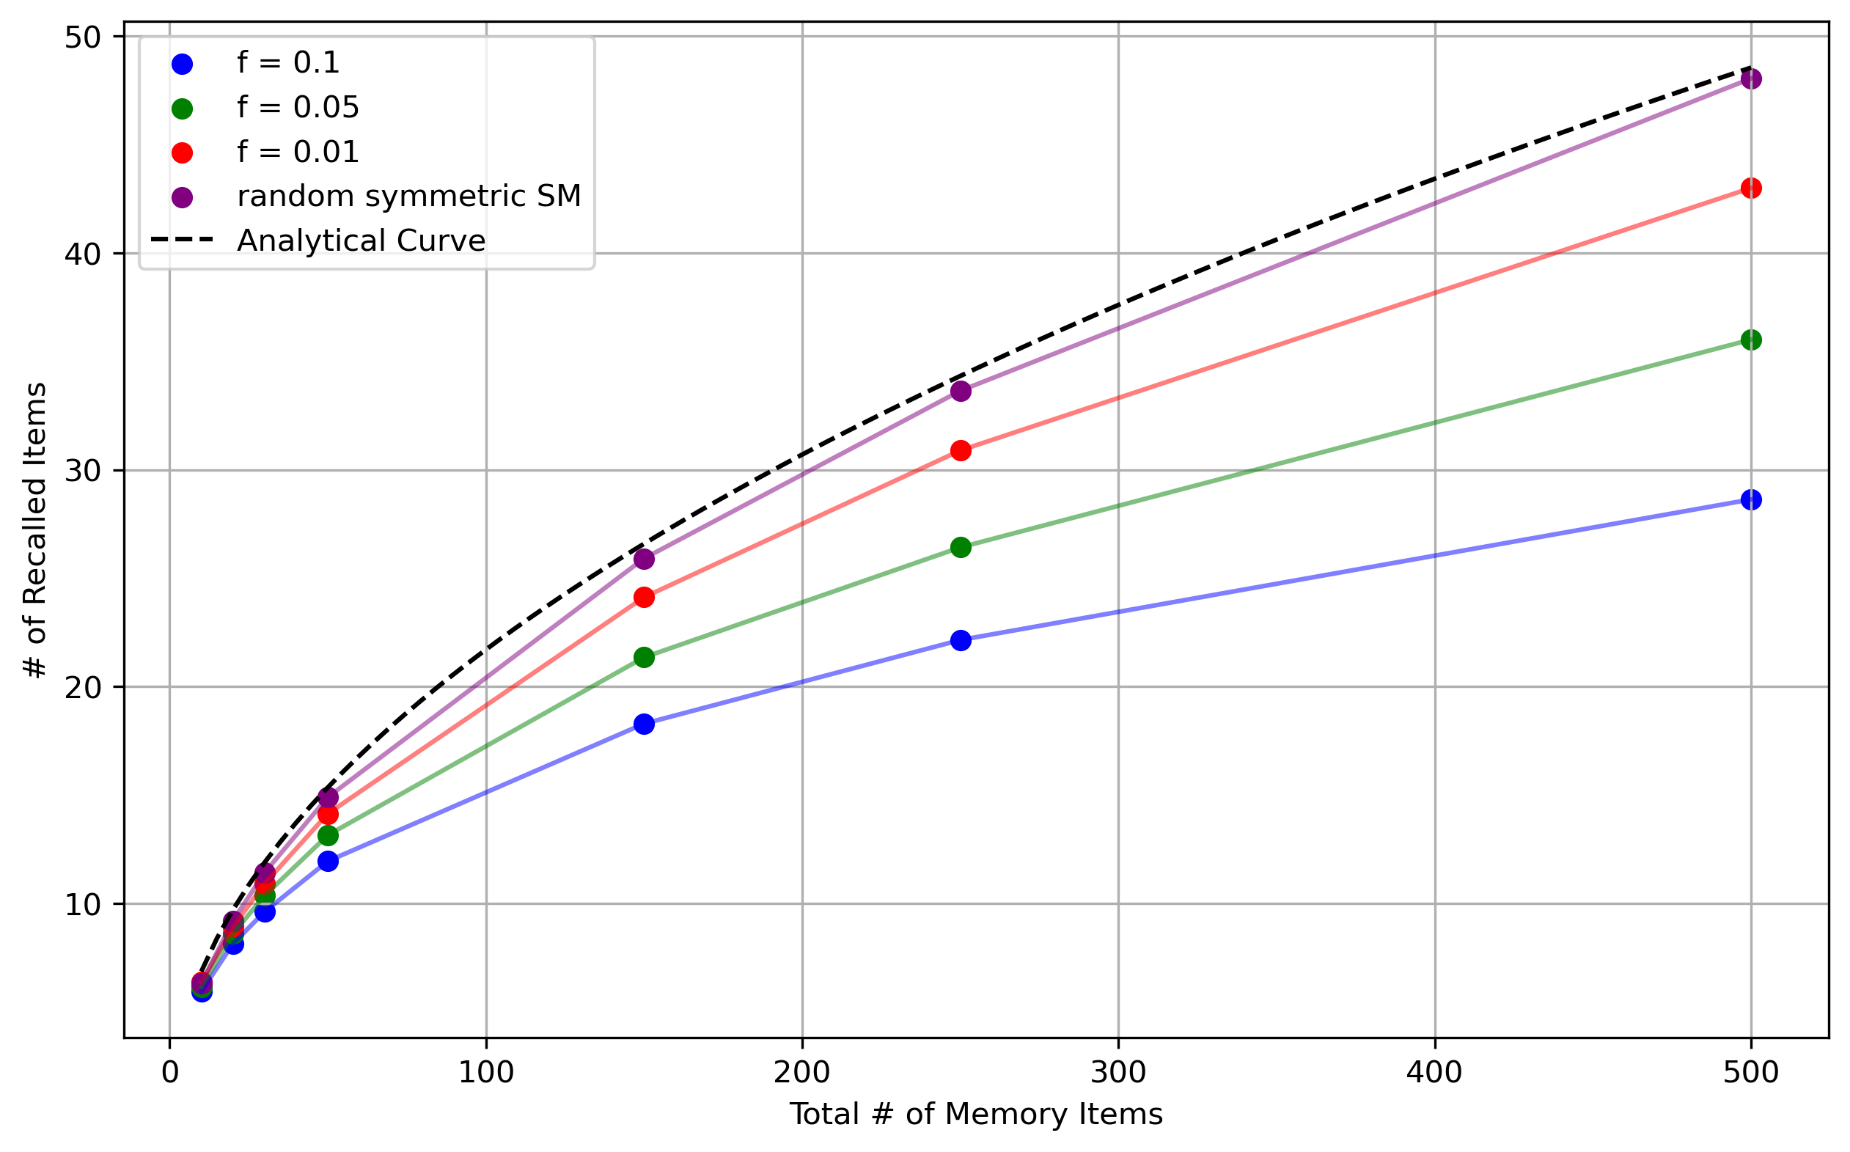 f = 0.1
f = 0.05
f = 0.01
random symmetric SM
Analytical Curve
50
40
30
20
10
# of Recalled Items
0 100 200 300 400 500
Total # of Memory Items